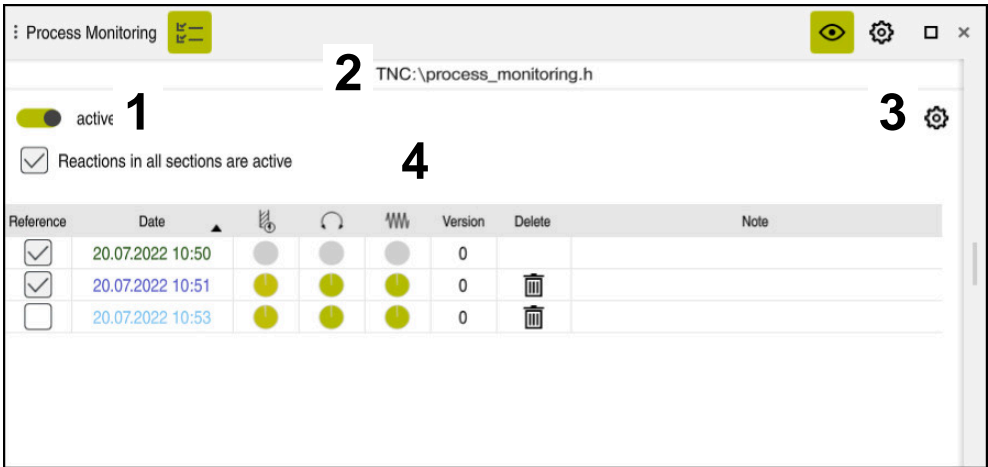 Process Monitoring
2 TNC:\process_monitoring.h
active 1 3
Reactions in all sections are active 4
Reference Date Version Delete Note
20.07.2022 10:50 0
20.07.2022 10:51 0
20.07.2022 10:53 0